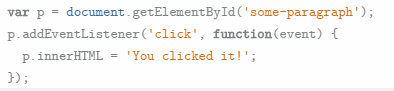 var p = document.getElementById('some-paragraph');
p.addEventListener('click', function(event) {
  p.innerHTML = 'You clicked it!';
});